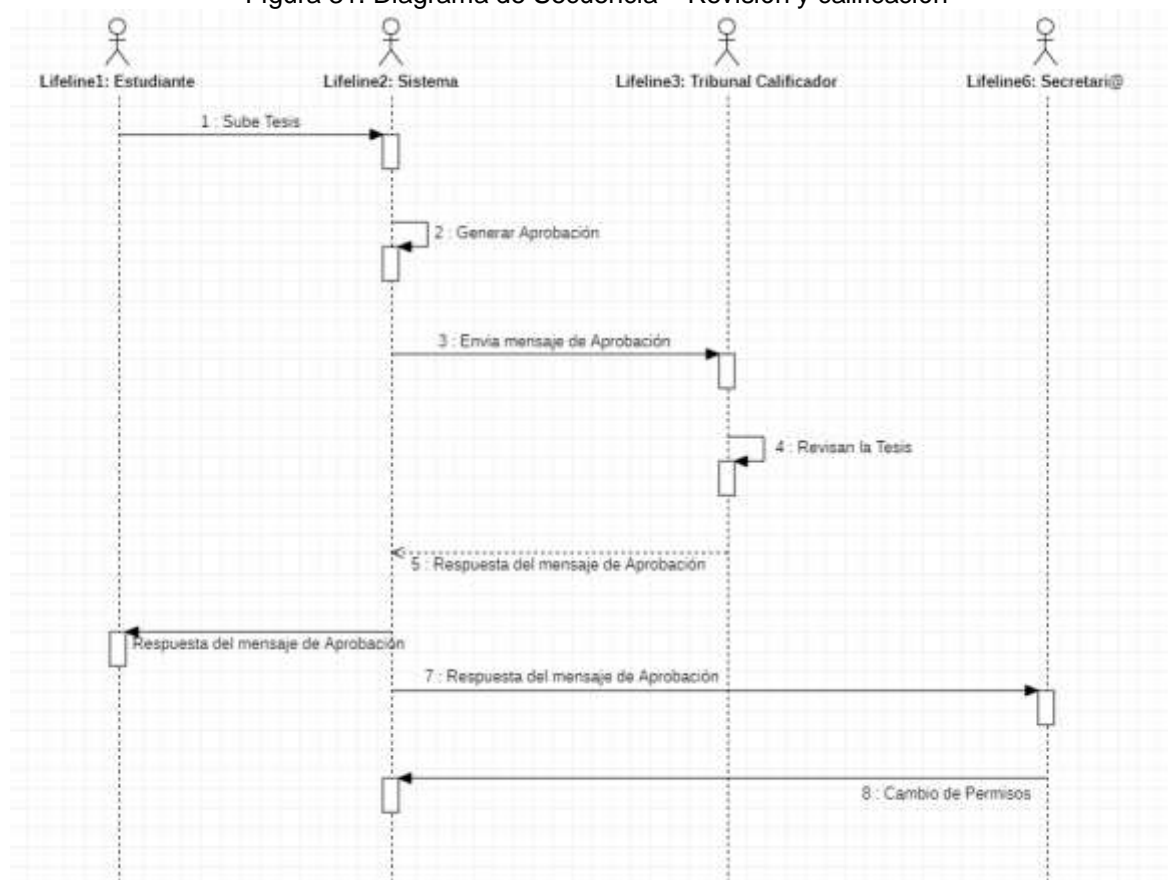 Figura 31. Diagrama de Secuencia – Revisión y calificación
Lifeline1: Estudiante
Lifeline2: Sistema
Lifeline3: Tribunal Calificador
Lifeline6: Secretari@
1 : Sube Tesis
2 : Generar Aprobación
3 : Envia mensaje de Aprobación
4 : Revisan la Tesis
5 : Respuesta del mensaje de Aprobación
Respuesta del mensaje de Aprobación
7 : Respuesta del mensaje de Aprobación
8 : Cambio de Permisos